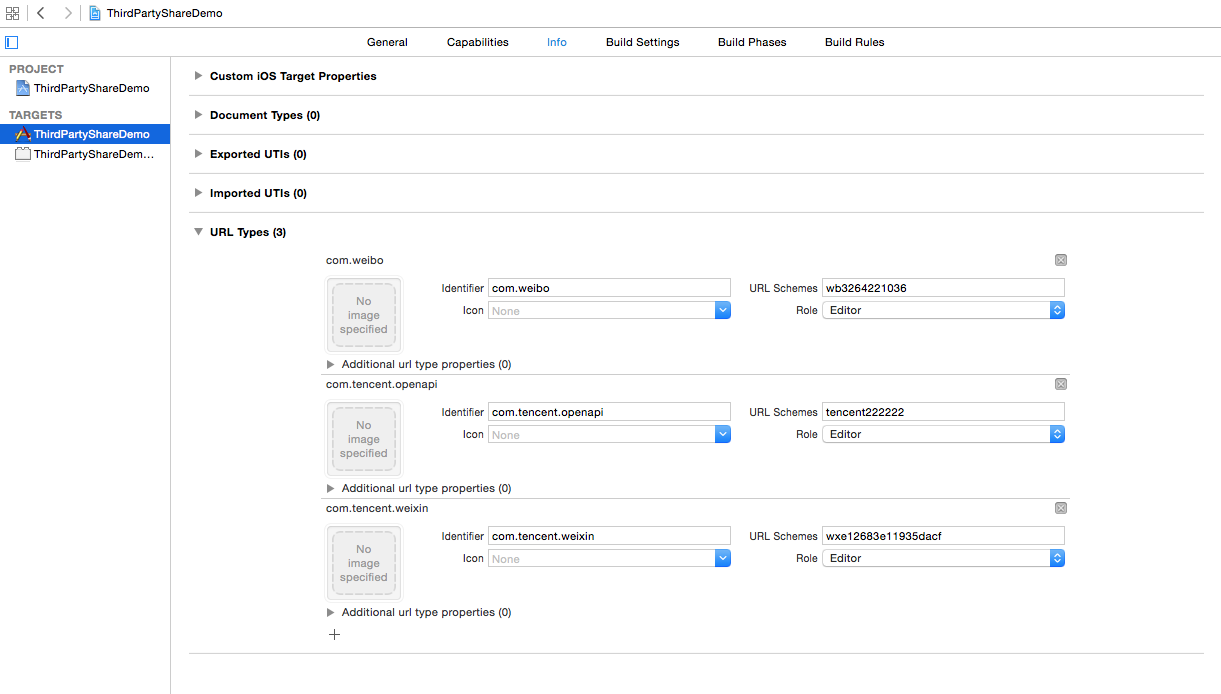 ThirdPartyShareDemo
General Capabilities Info Build Settings Build Phases Build Rules
PROJECT
ThirdPartyShareDemo
TARGETS
ThirdPartyShareDemo
ThirdPartyShareDem...
Custom iOS Target Properties
Document Types (0)
Exported UTIs (0)
Imported UTIs (0)
URL Types (3)
com.weibo
No
image
specified
Identifier com.weibo URL Schemes wb3264221036
Icon None Role Editor
Additional url type properties (0)
com.tencent.openapi
No
image
specified
Identifier com.tencent.openapi URL Schemes tencent222222
Icon None Role Editor
Additional url type properties (0)
com.tencent.weixin
No
image
specified
Identifier com.tencent.weixin URL Schemes wxe12683e11935dacf
Icon None Role Editor
Additional url type properties (0)